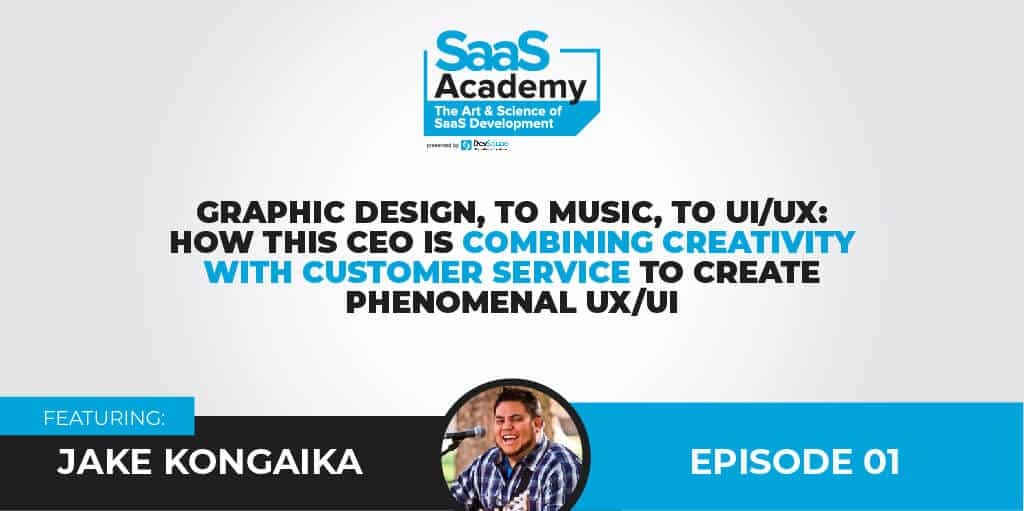 SaaS
Academy
The Art & Science of
SaaS Development
presented by DevSquad
GRAPHIC DESIGN, TO MUSIC, TO UI/UX:
HOW THIS CEO IS COMBINING CREATIVITY
WITH CUSTOMER SERVICE TO CREATE
PHENOMENAL UX/UI
FEATURING:
JAKE KONGAIKA
EPISODE 01